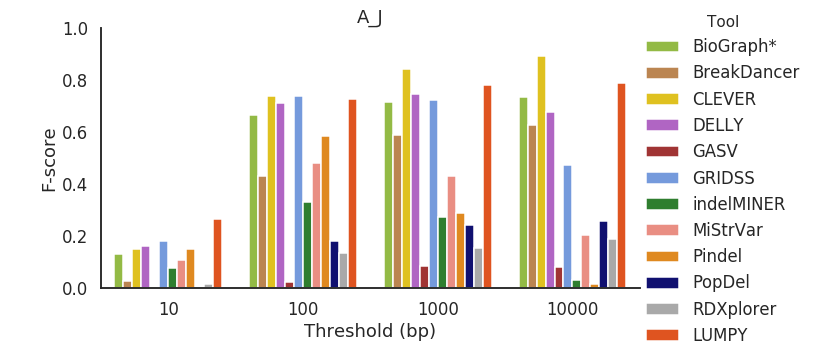 A_J
F-score
1.0
0.8
0.6
0.4
0.2
0.0
10 100 1000 10000
Threshold (bp)
Tool
BioGraph*
BreakDancer
CLEVER
DELLY
GASV
GRIDSS
indelMINER
MiStrVar
Pindel
PopDel
RDXplorer
LUMPY